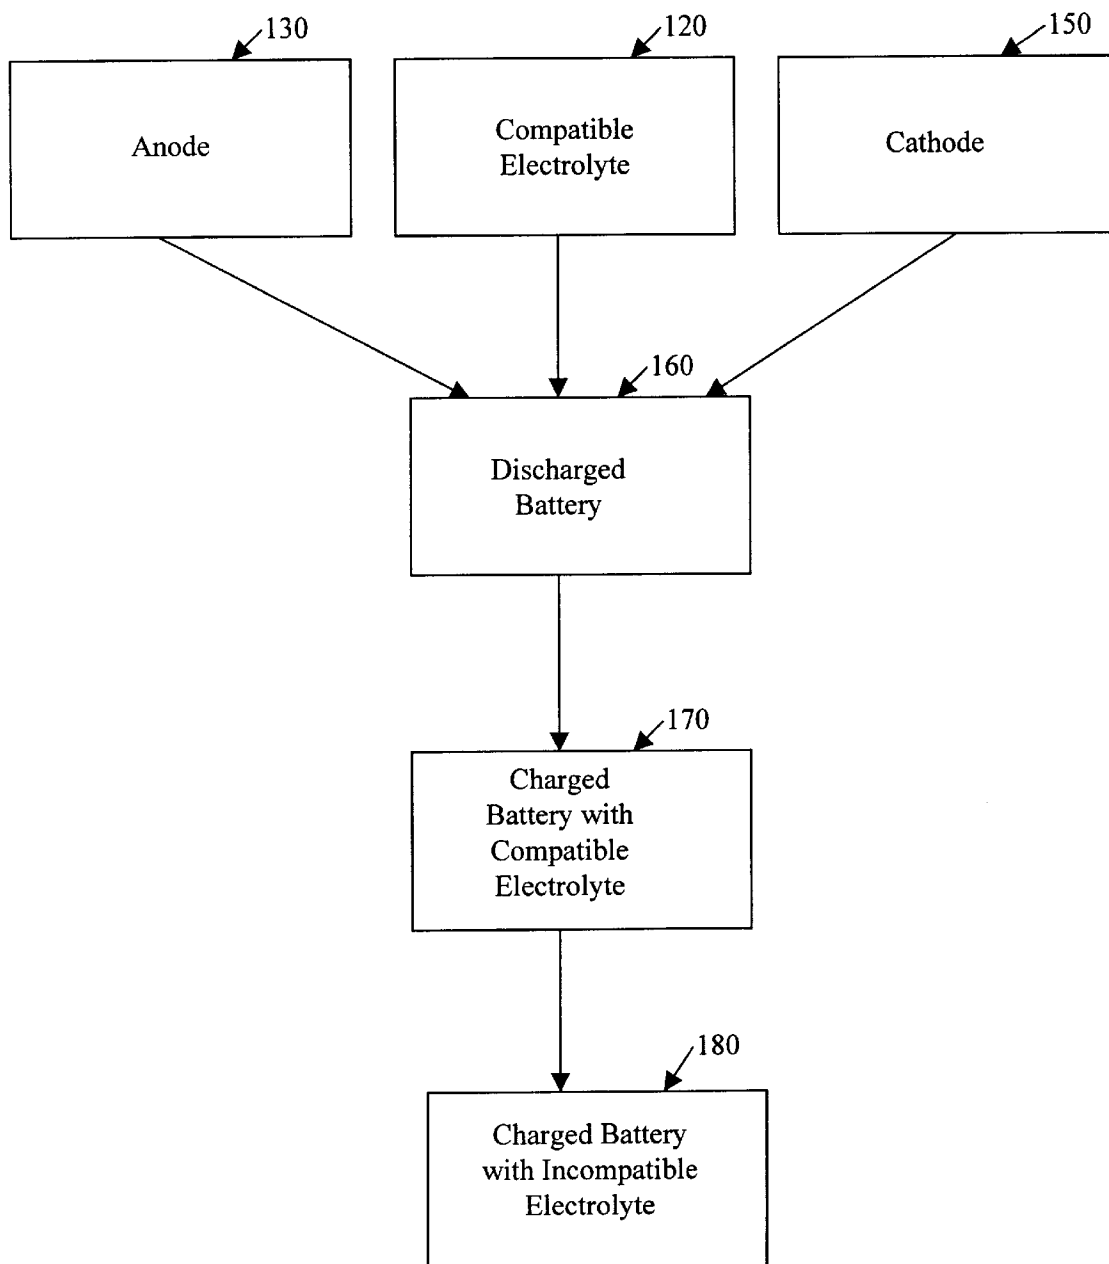 130
120
150
Anode
Compatible
Electrolyte
Cathode
160
Discharged
Battery
170
Charged
Battery with
Compatible
Electrolyte
180
Charged Battery
with Incompatible
Electrolyte